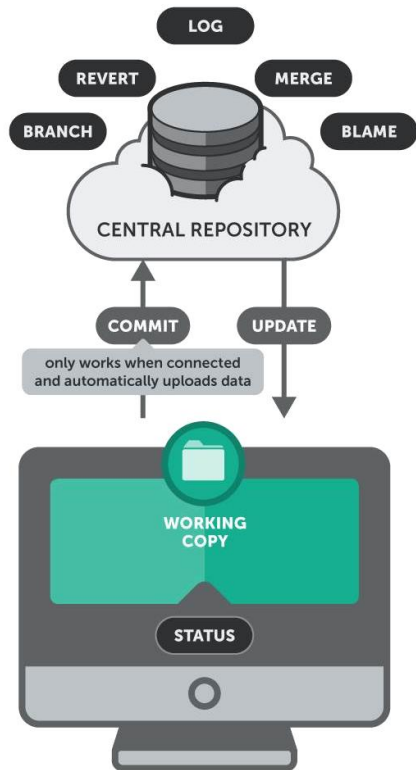 LOG
REVERT
MERGE
BRANCH
BLAME
CENTRAL REPOSITORY
COMMIT
UPDATE
only works when connected
and automatically uploads data
WORKING
COPY
STATUS